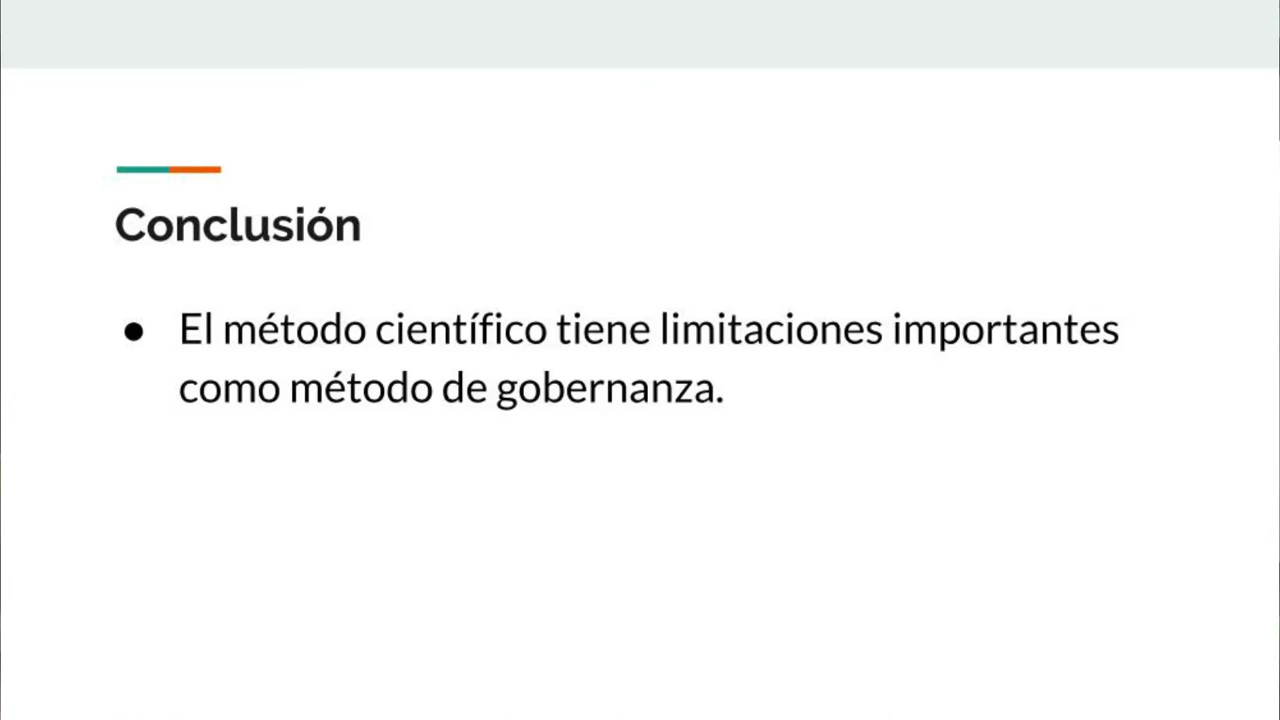 Conclusión
● El método científico tiene limitaciones importantes
como método de gobernanza.